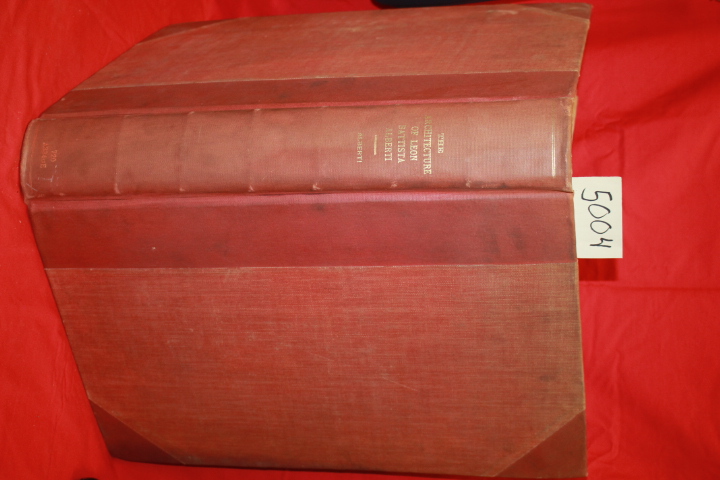 THE
ARCHITECTURE
OF LEON
BATTISTA
ALBERTI
ALBERTI
5004